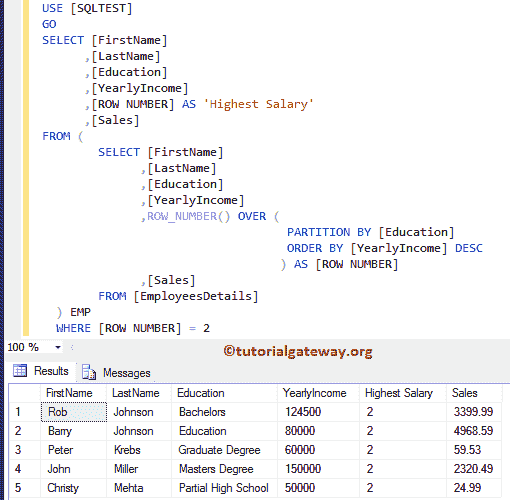 USE [SQLTEST]
GO
SELECT [FirstName]
,[LastName]
,[Education]
,[YearlyIncome]
,[ROW NUMBER] AS 'Highest Salary'
,[Sales]
FROM (
SELECT [FirstName]
,[LastName]
,[Education]
,[YearlyIncome]
,ROW_NUMBER() OVER (
PARTITION BY [Education]
ORDER BY [YearlyIncome] DESC
) AS [ROW NUMBER]
,[Sales]
FROM [EmployeesDetails]
) EMP
WHERE [ROW NUMBER] = 2
100 %
©tutorialgateway.org
Results Messages
FirstName LastName Education YearlyIncome Highest Salary Sales
1 Rob Johnson Bachelors 124500 2 3399.99
2 Barry Johnson Education 80000 2 4968.59
3 Peter Krebs Graduate Degree 60000 2 59.53
4 John Miller Masters Degree 150000 2 2320.49
5 Christy Mehta Partial High School 50000 2 24.99